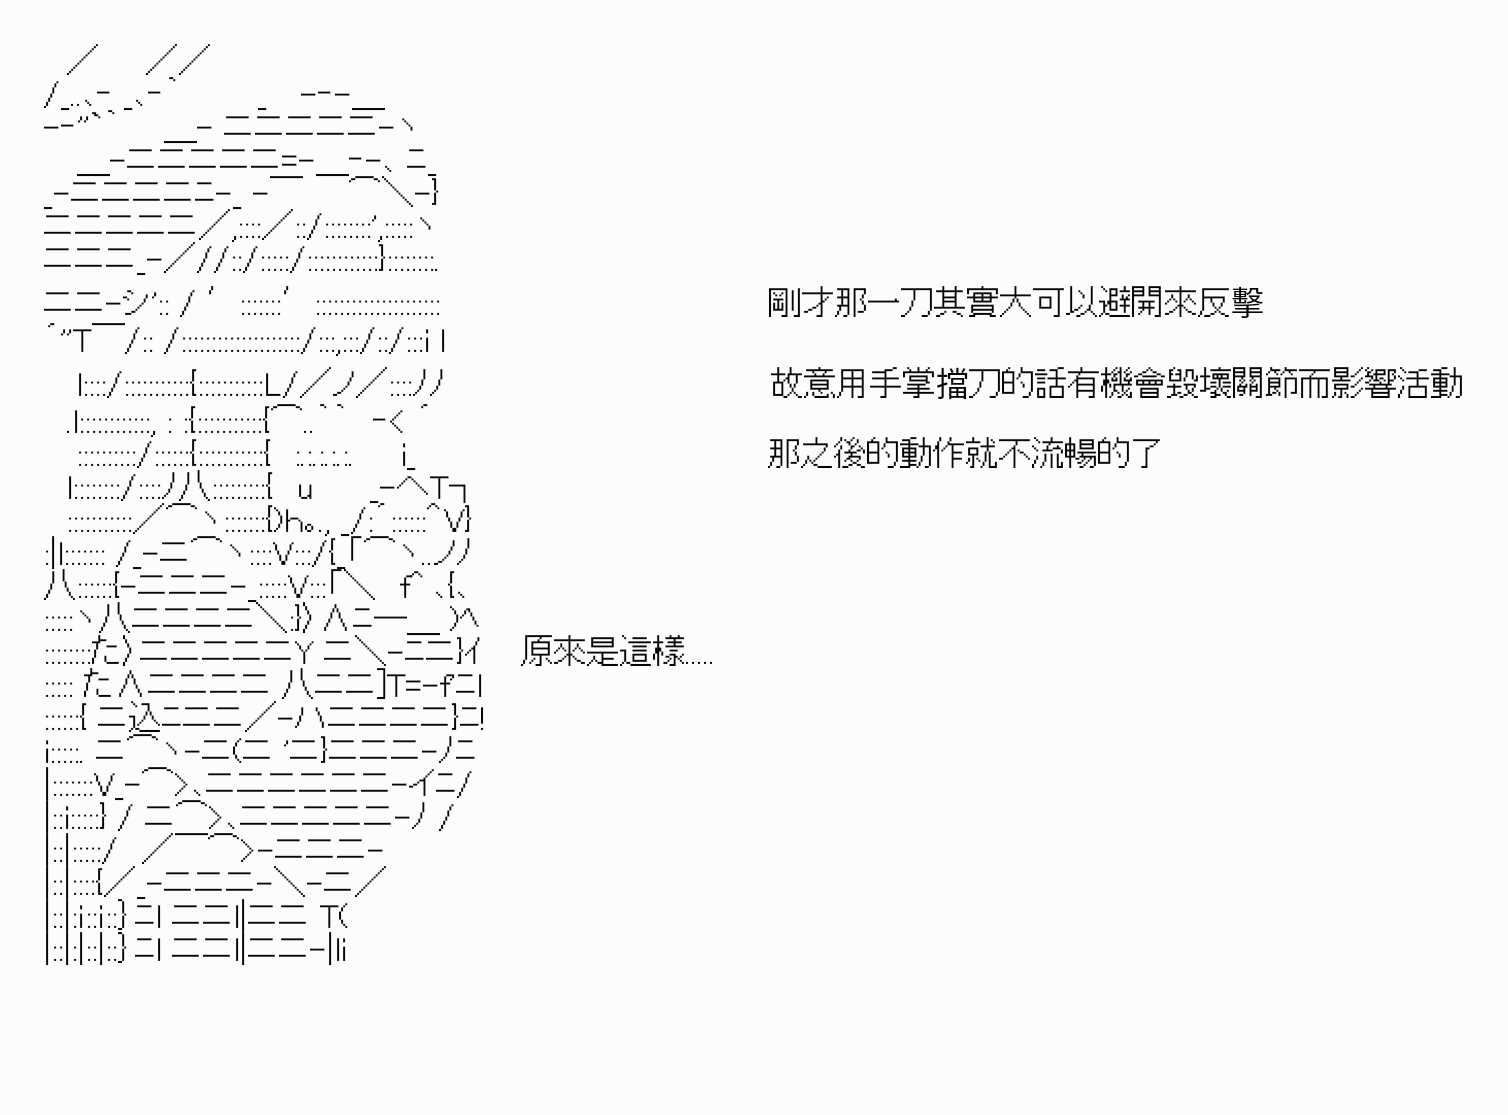 剛才那一刀其實大可以避開來反擊
故意用手掌擋刀的話有機會毀壞關節而影響活動
那之後的動作就不流暢的了
原來是這樣.....